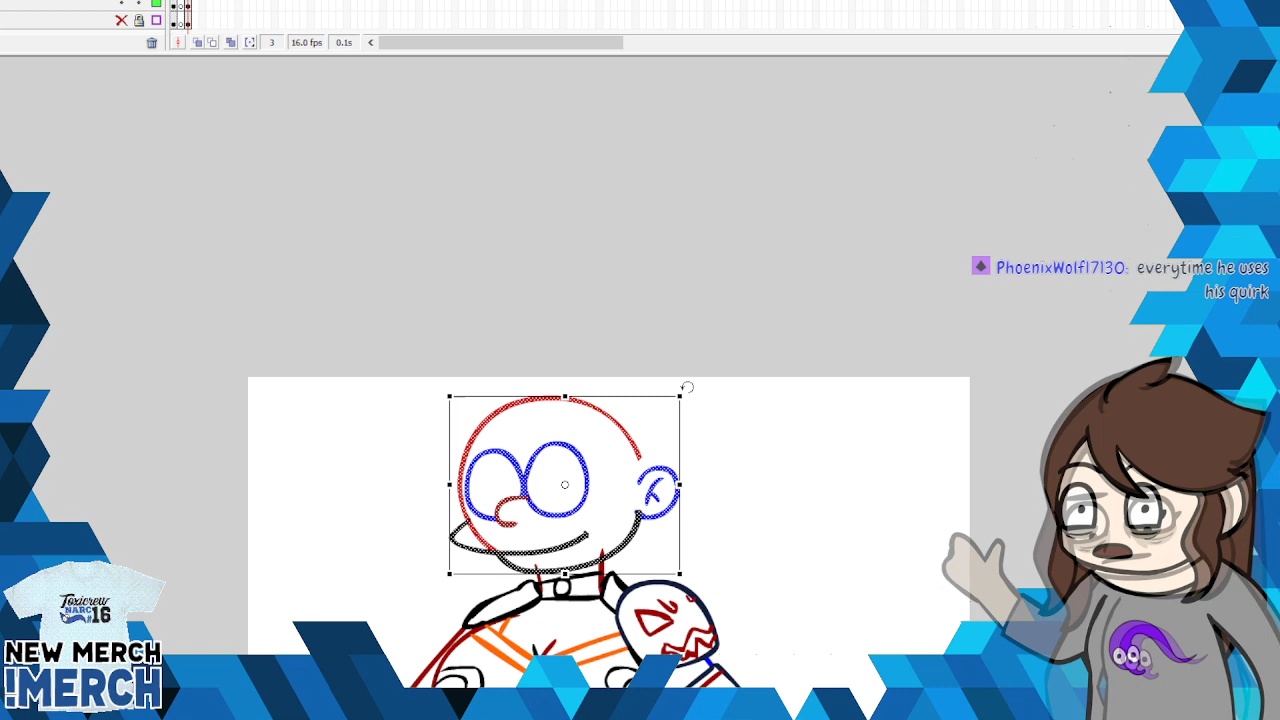 3 16.0 fps 0.1s
PhoenixWolf17130: everytime he uses
his quirk
Toxicrew
NARC
#16
NEW MERCH
!MERCH